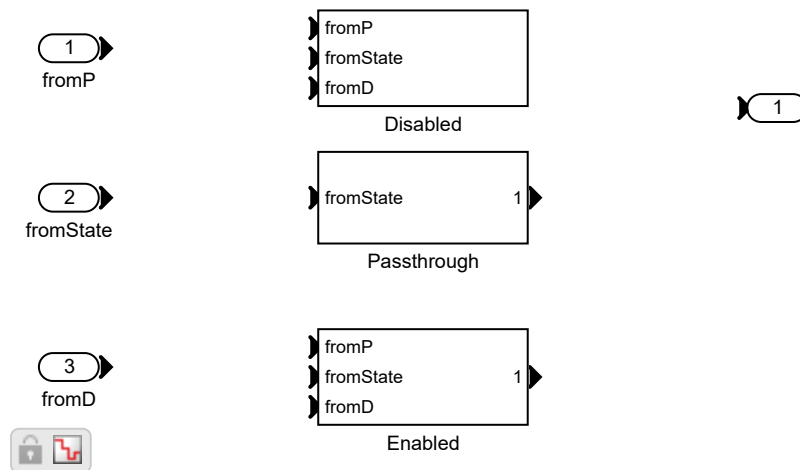 1
fromP
fromP
fromState
fromD
Disabled
1
2
fromState
fromState 1
Passthrough
3
fromD
fromP
fromState 1
fromD
Enabled